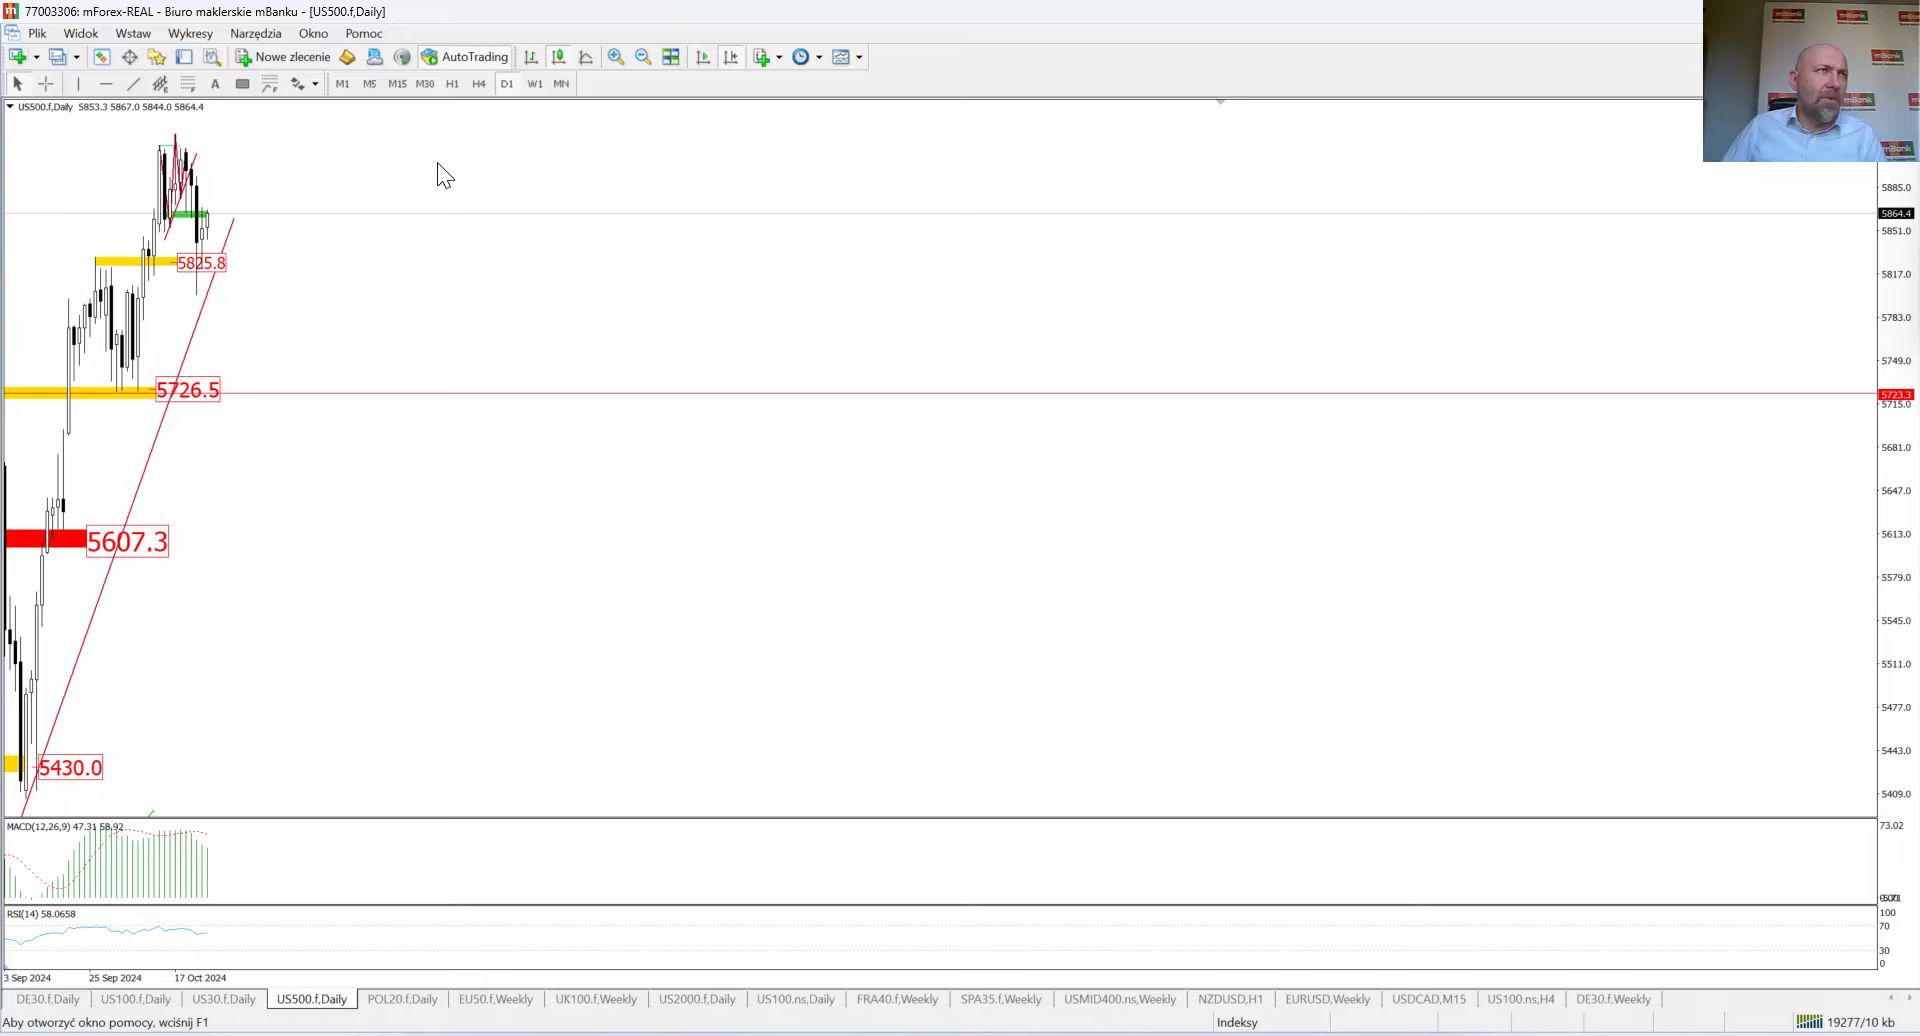 77003306: mForex-REAL - Biuro maklerskie mBanku - [US500.f,Daily]
Plik Widok Wstaw Wykresy Narzędzia Okno Pomoc
Nowe zlecenie AutoTrading
A M1 M5 M15 M30 H1 H4 D1 W1 MN
US500.f,Daily 5853.3 5867.0 5844.0 5864.4
mBank
5885.0
5864.4
5851.0
5825.8
5817.0
5783.0
5749.0
5726.5
5723.3
5715.0
5681.0
5647.0
5607.3
5613.0
5579.0
5545.0
5511.0
5477.0
5443.0
5430.0
5409.0
MACD(12,26,9) 47.31 58.92
73.02
RSI(14) 58.0658
100
70
30
0
3 Sep 2024 25 Sep 2024 17 Oct 2024
DE30.f,Daily US100.f,Daily US30.f,Daily US500.f,Daily POL20.f,Daily EU50.f,Weekly UK100.f,Weekly US2000.f,Daily US100.ns,Daily FRA40.f,Weekly SPA35.f,Weekly USMID400.ns,Weekly NZDUSD,H1 EURUSD,Weekly USDCAD,M15 US100.ns,H4 DE30.f,Weekly
Aby otworzyć okno pomocy, wciśnij F1 Indeksy 19277/10 kb